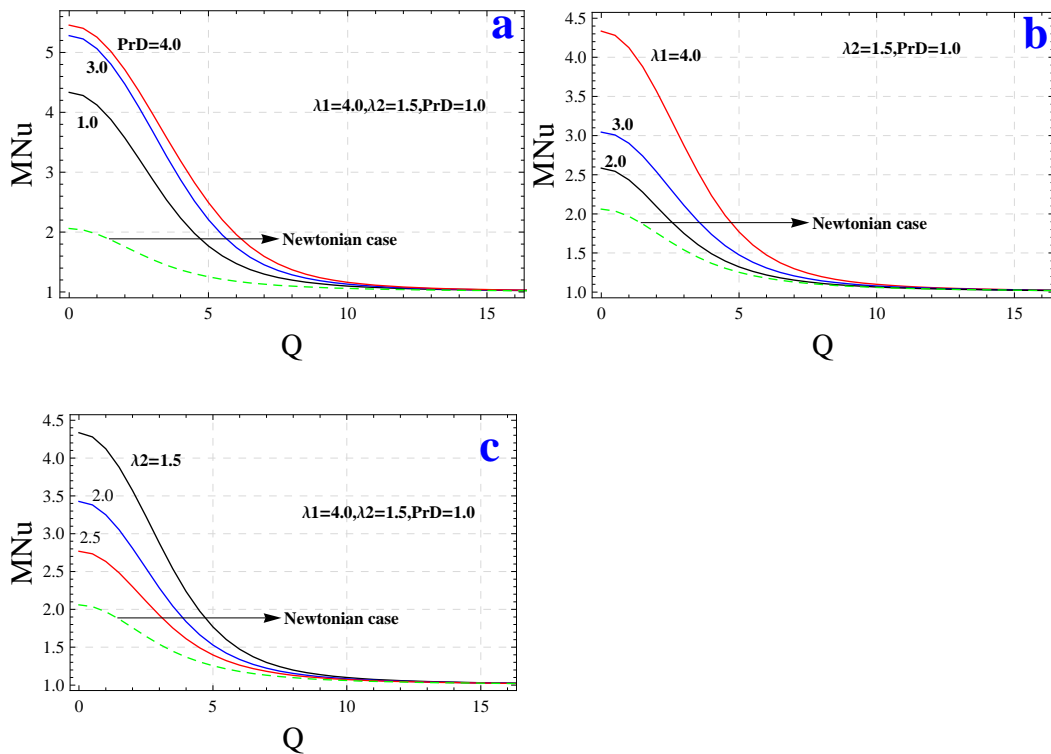 a
PrD=4.0
3.0
1.0
λ1=4.0,λ2=1.5,PrD=1.0
Newtonian case
MNu
5
4
3
2
1
0 5 10 15
Q
b
λ1=4.0
λ2=1.5,PrD=1.0
3.0
2.0
Newtonian case
MNu
4.5
4.0
3.5
3.0
2.5
2.0
1.5
1.0
0 5 10 15
Q
c
λ2=1.5
2.0
2.5
λ1=4.0,λ2=1.5,PrD=1.0
Newtonian case
MNu
4.5
4.0
3.5
3.0
2.5
2.0
1.5
1.0
0 5 10 15
Q